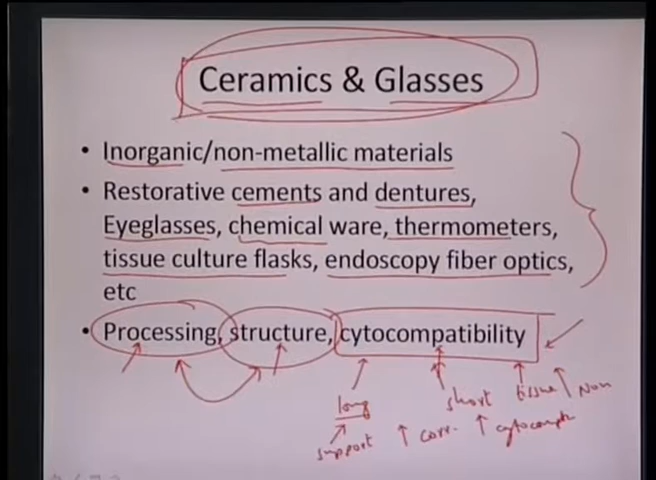 Ceramics & Glasses
• Inorganic/non-metallic materials
• Restorative cements and dentures,
Eyeglasses, chemical ware, thermometers,
tissue culture flasks, endoscopy fiber optics,
etc
• Processing, structure, cytocompatibility
long short tissue Non
support ↑ corr. ↑ cytocomptb